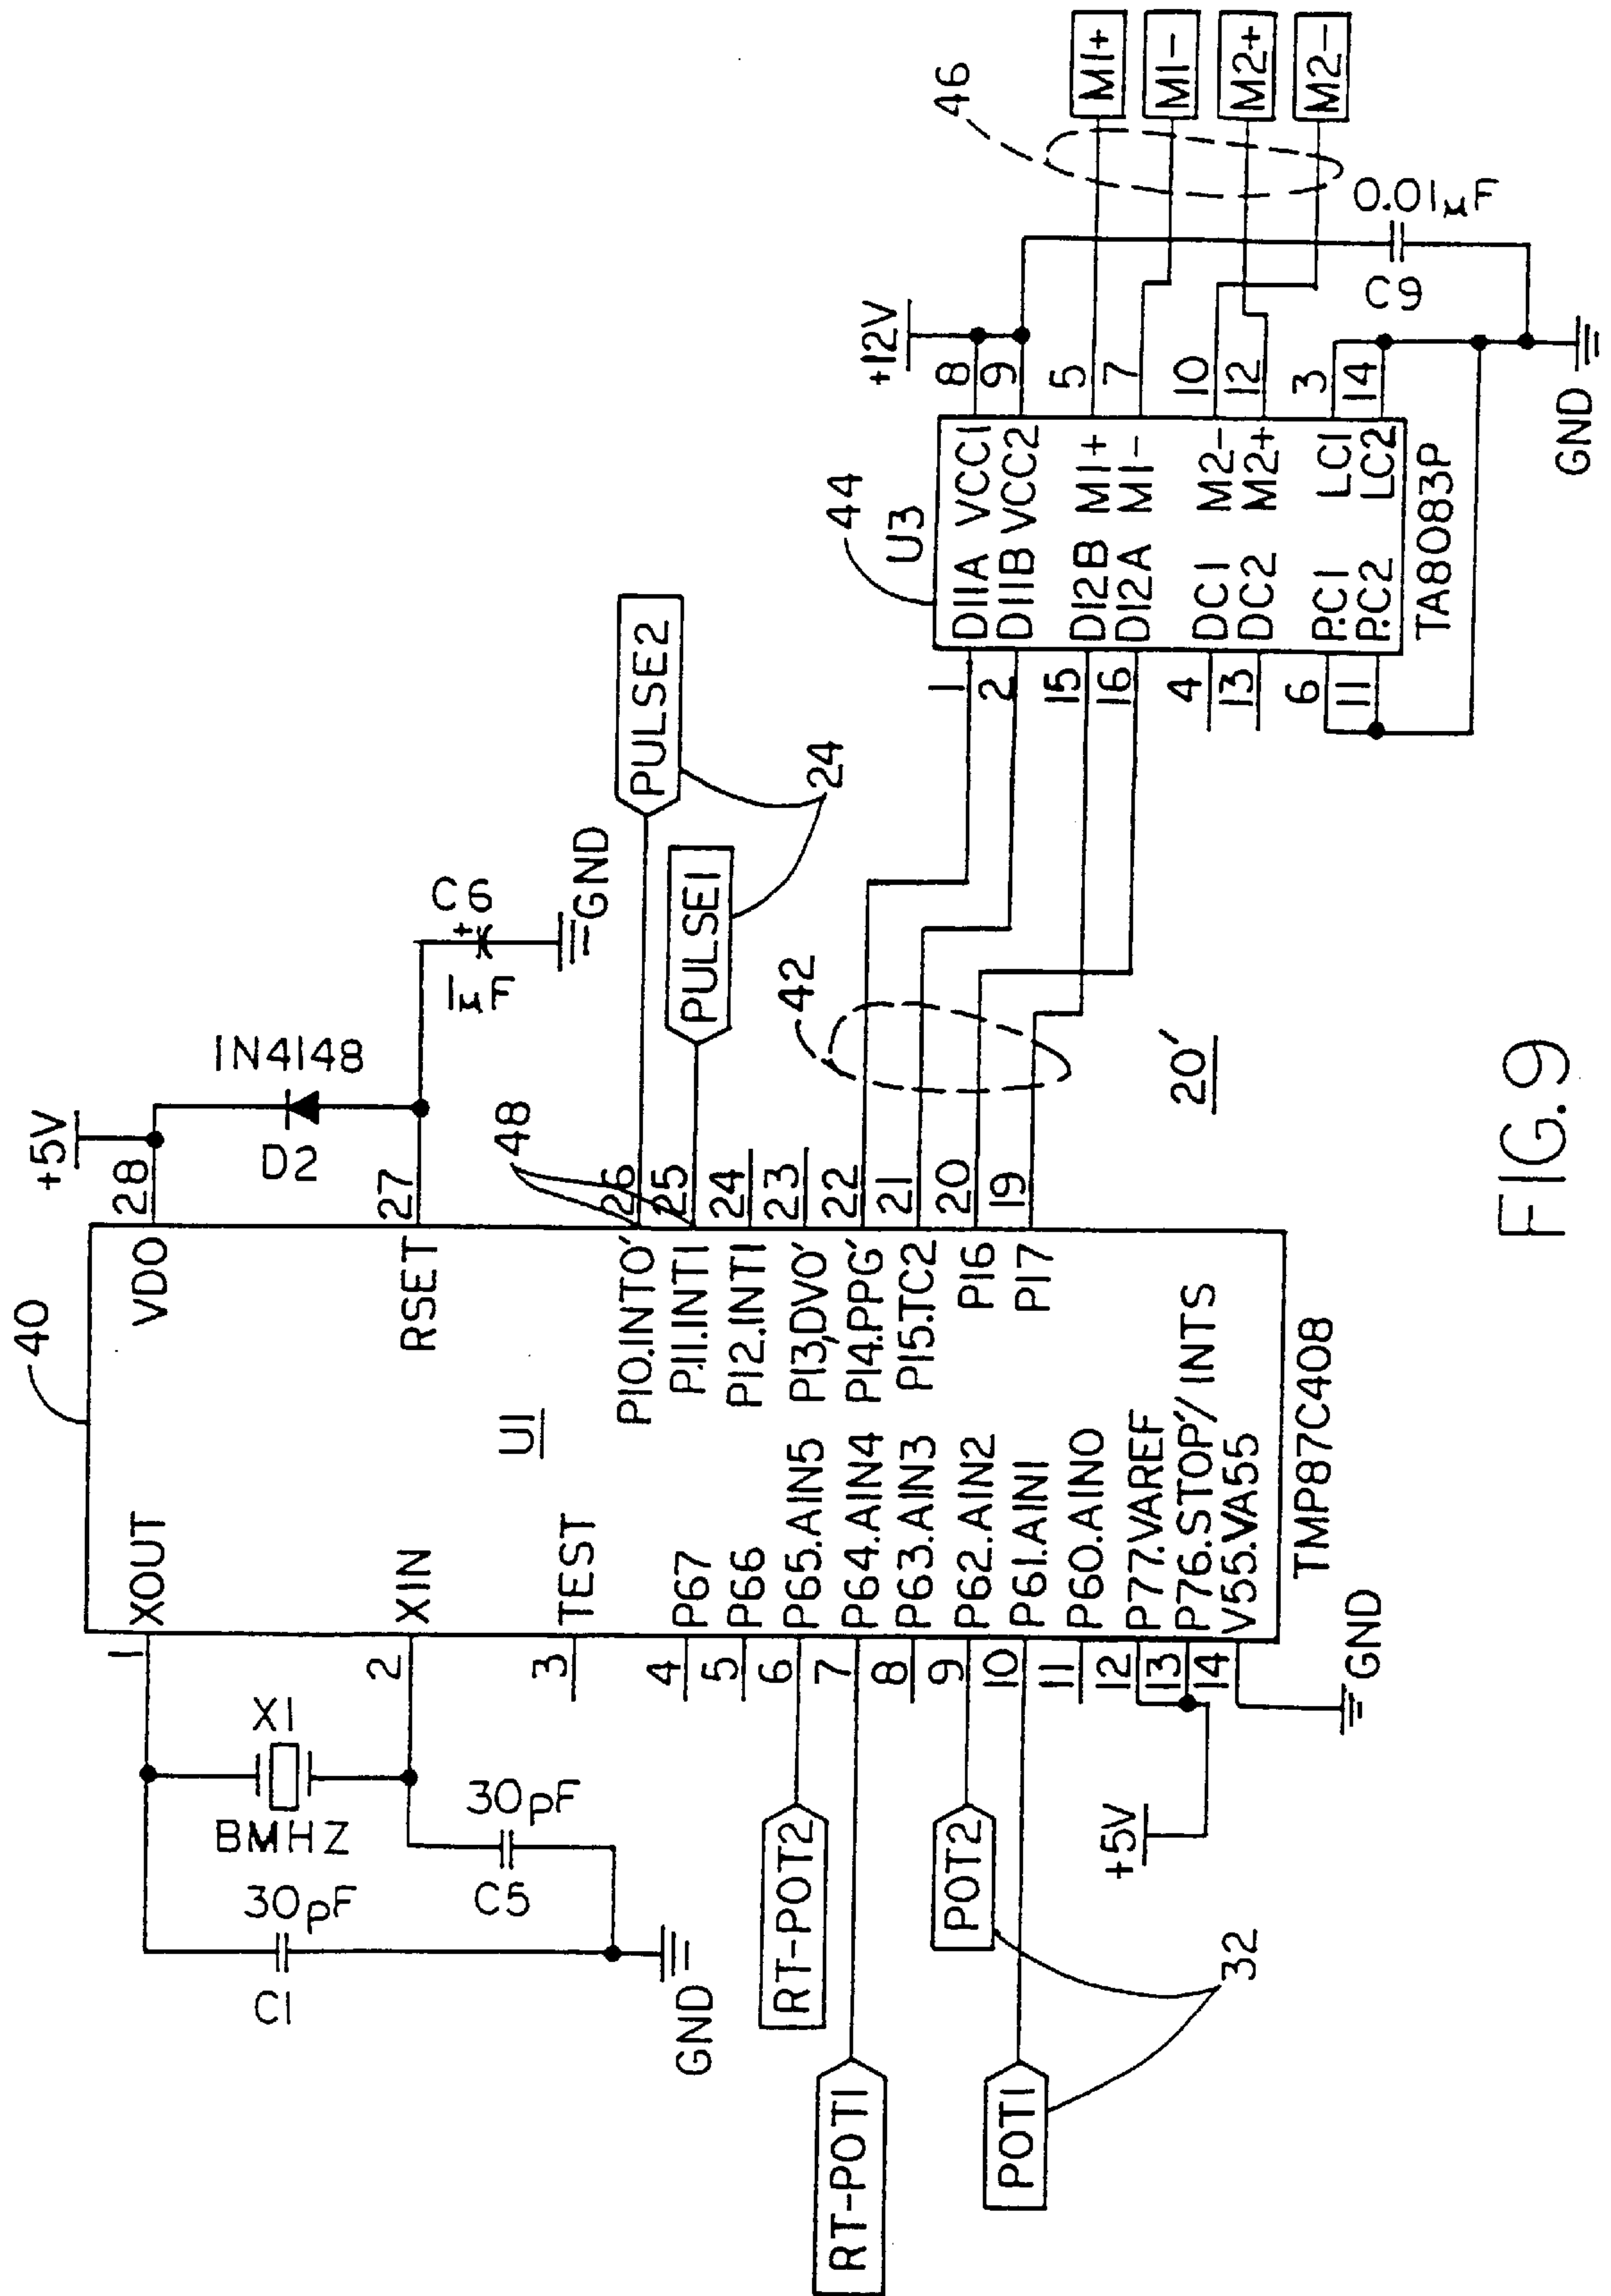 40
XOUT
VDO
1
28
+5V
XIN
RSET
2
27
1N4148
D2
C6
1µF
GND
X1
BMHZ
30pF
C5
30pF
C1
GND
U1
TEST
3
P67
4
P66
5
P65.AIN5
6
P64.AIN4
7
P63.AIN3
8
P62.AIN2
9
P61.AIN1
10
P60.AIN0
11
P77.VAREF
12
P76.STOP'/INTS
13
V55.VA55
14
P10.INT0'
26
P11.INT1
25
P12.INT1
24
P13,DV0'
23
P14.PPG'
22
P15.TC2
21
P16
20
P17
19
TMP87C408
GND
+5V
RT-POT2
RT-POT1
POT2
POT1
32
48
PULSE2
PULSE1
24
42
20'
44
U3
DI1A VCC1
DI1B VCC2
DI2B M1+
DI2A M1-
DC1 M2-
DC2 M2+
P.C1 LC1
P.C2 LC2
TA8083P
1
2
15
16
4
13
6
11
8
9
5
7
10
12
3
14
+12V
GND
C9
0.01µF
46
M1+
M1-
M2+
M2-
FIG.9